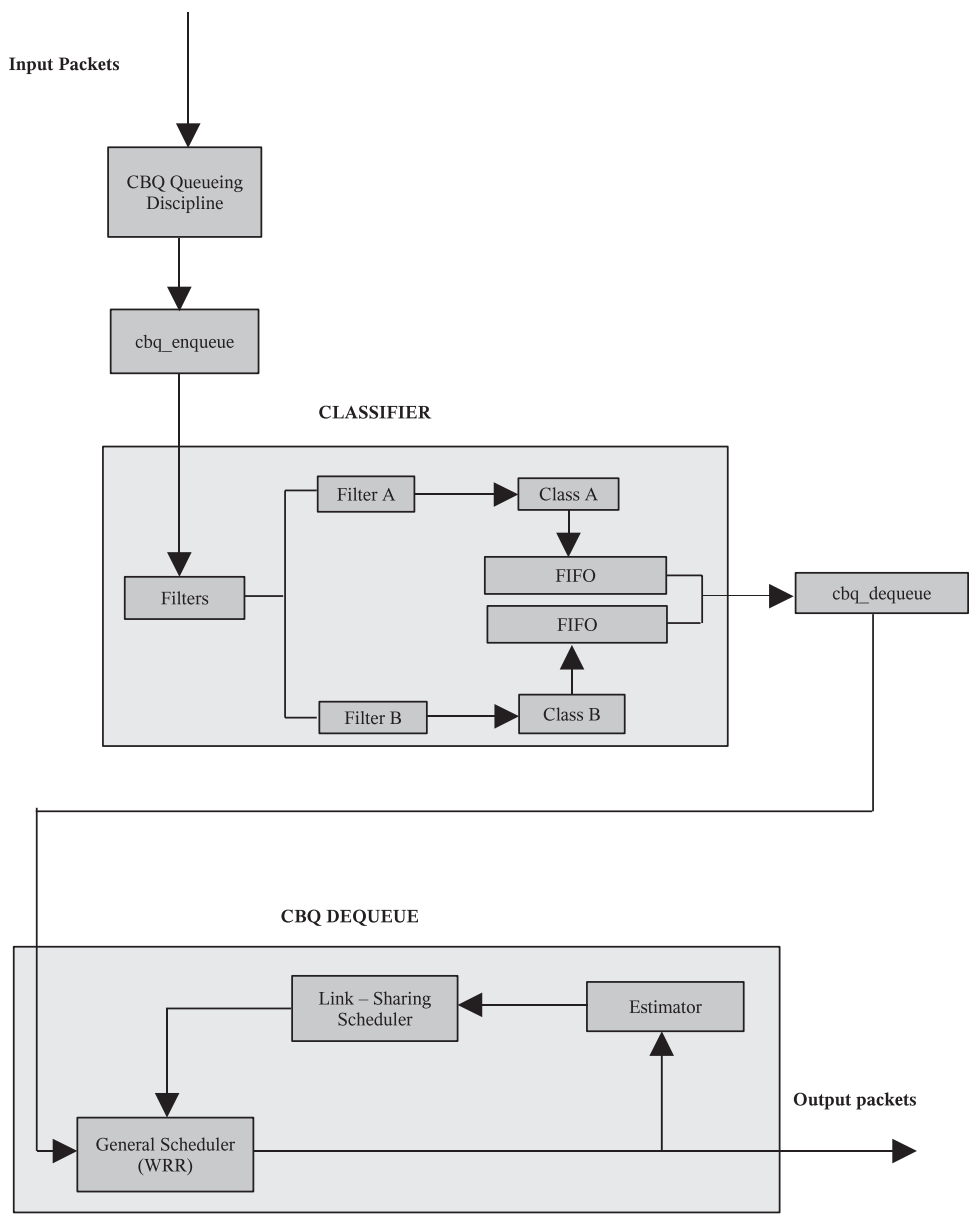 Input Packets
CBQ Queueing
Discipline
cbq_enqueue
CLASSIFIER
Filter A
Class A
FIFO
Filters
cbq_dequeue
FIFO
Filter B
Class B
CBQ DEQUEUE
Link – Sharing
Scheduler
Estimator
Output packets
General Scheduler
(WRR)